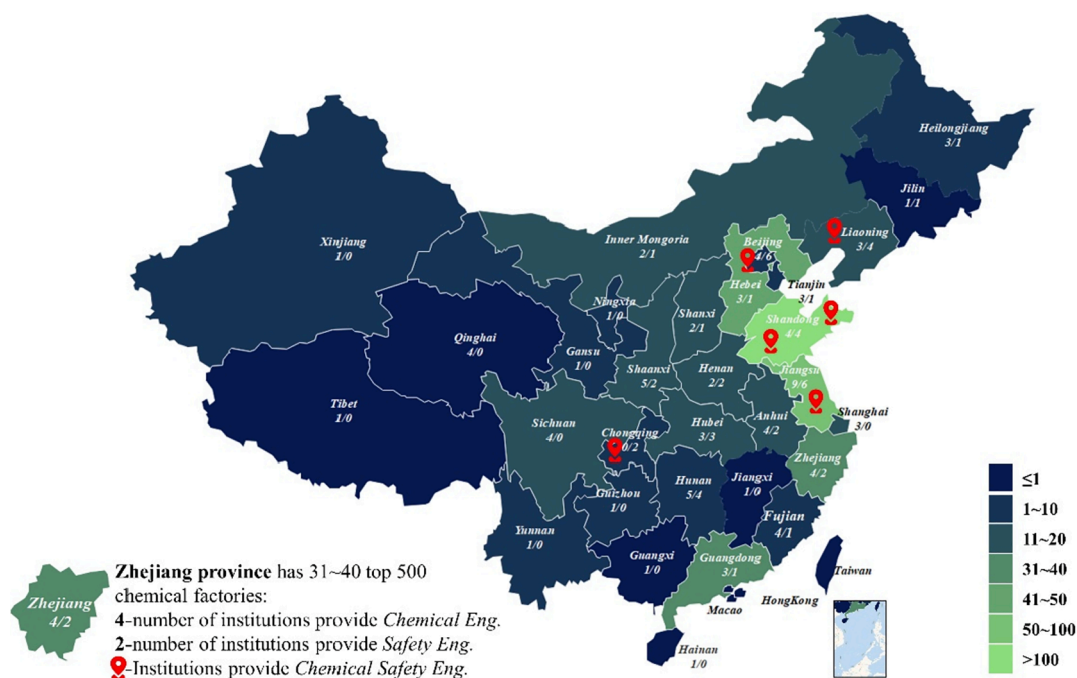 Heilongjiang
3/1
Jilin
1/1
Liaoning
3/4
Xinjiang
1/0
Inner Mongoria
2/1
Beijing
4/6
Hebei
3/1
Tianjin
3/1
Ningxia
1/0
Shanxi
2/1
Shandong
4/4
Qinghai
4/0
Gansu
1/0
Shaanxi
5/2
Henan
2/2
Jiangsu
9/6
Tibet
1/0
Sichuan
4/0
Chongqing
0/2
Hubei
3/3
Anhui
4/2
Shanghai
3/0
Zhejiang
4/2
Hunan
5/4
Jiangxi
1/0
Guizhou
1/0
Fujian
4/1
Yunnan
1/0
Guangxi
1/0
Guangdong
3/1
Taiwan
HongKong
Macao
Hainan
1/0
Zhejiang
4/2
Zhejiang province has 31~40 top 500
chemical factories:
4-number of institutions provide Chemical Eng.
2-number of institutions provide Safety Eng.
-Institutions provide Chemical Safety Eng.
≤1
1~10
11~20
31~40
41~50
50~100
>100